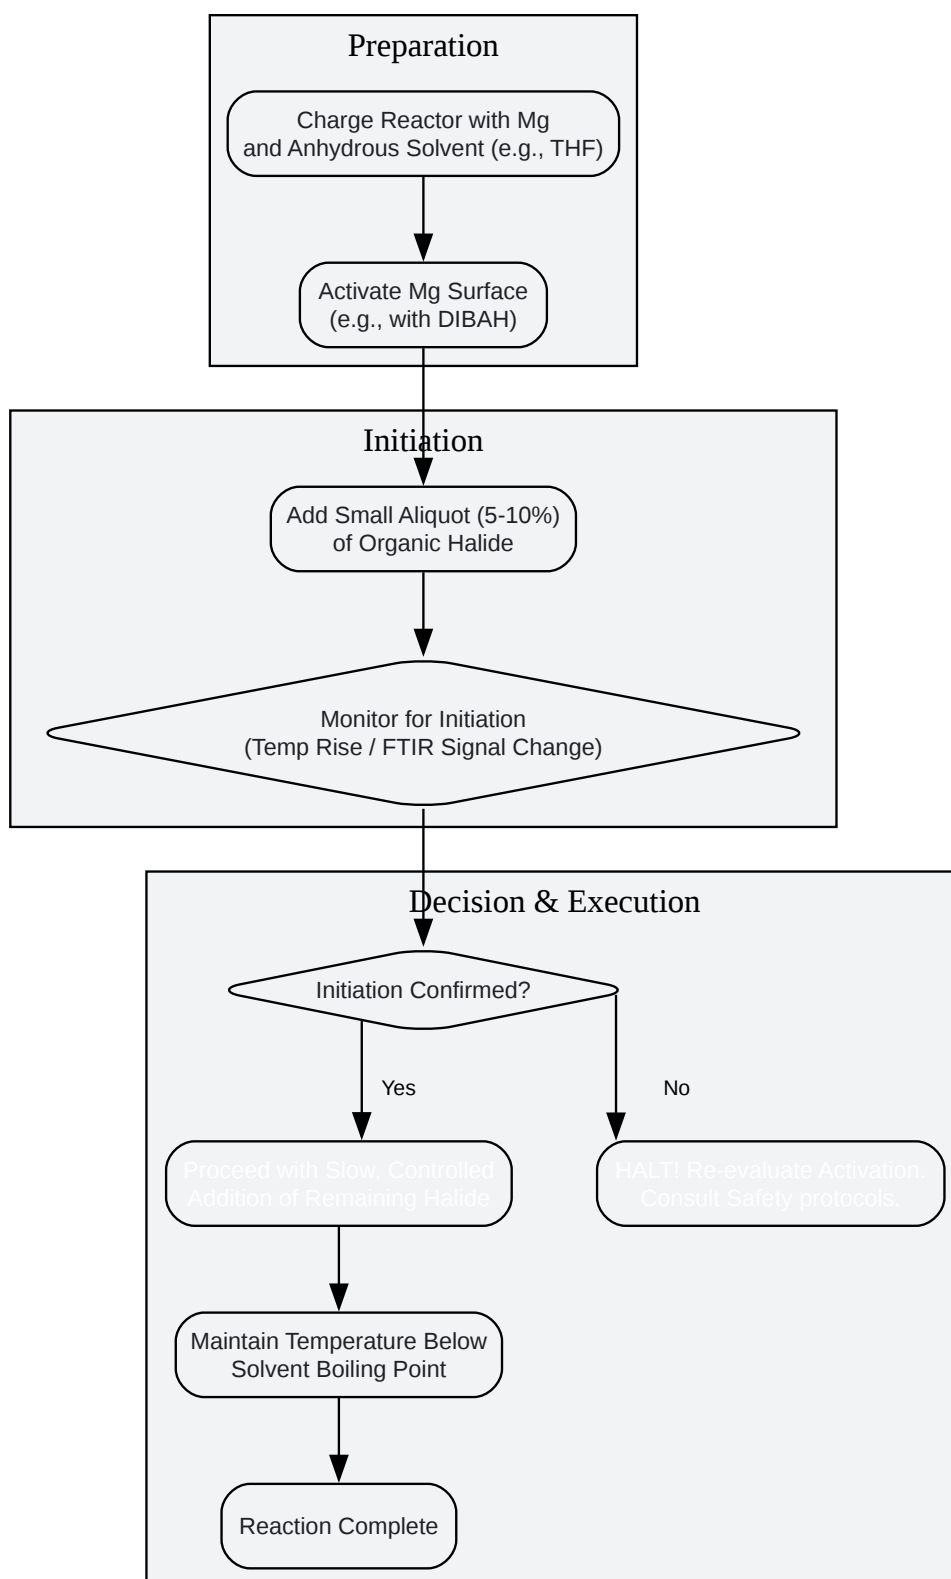 Preparation
Charge Reactor with Mg
and Anhydrous Solvent (e.g., THF)
Activate Mg Surface
(e.g., with DIBAH)
Initiation
Add Small Aliquot (5-10%)
of Organic Halide
Monitor for Initiation
(Temp Rise / FTIR Signal Change)
Decision & Execution
Initiation Confirmed?
Yes
No
Proceed with Slow, Controlled
Addition of Remaining Halide
HALT! Re-evaluate Activation.
Consult Safety protocols.
Maintain Temperature Below
Solvent Boiling Point
Reaction Complete